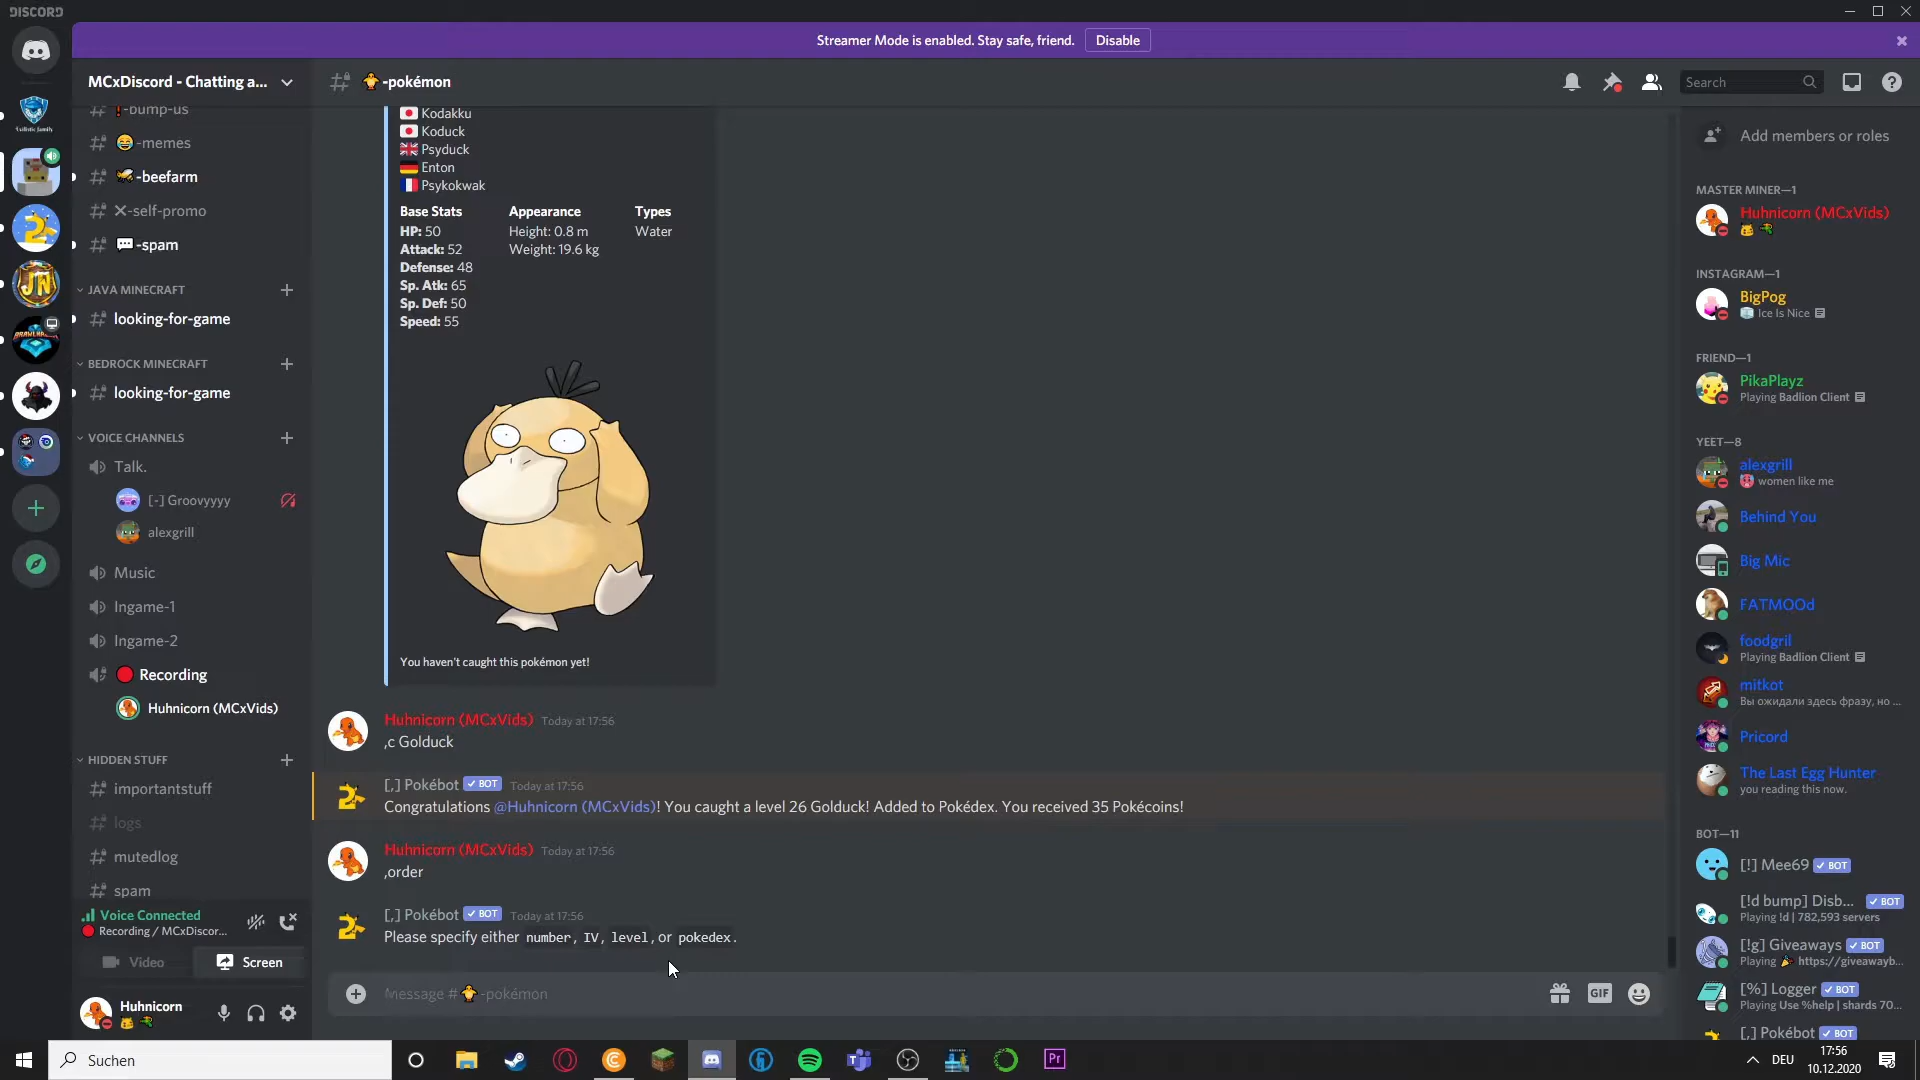 DISCORD
Streamer Mode is enabled. Stay safe, friend.
Disable
MCxDiscord - Chatting a...
-bump-us
-memes
-beefarm
-self-promo
-spam
JAVA MINECRAFT
looking-for-game
BEDROCK MINECRAFT
looking-for-game
VOICE CHANNELS
Talk.
[-] Groovyyyy
alexgrill
Music
Ingame-1
Ingame-2
Recording
Huhnicorn (MCxVids)
HIDDEN STUFF
importantstuff
logs
mutedlog
spam
Voice Connected
Recording / MCxDiscor...
Video
Screen
Huhnicorn
-pokémon
Search
Kodakku
Koduck
Psyduck
Enton
Psykokwak
Base Stats
HP: 50
Attack: 52
Defense: 48
Sp. Atk: 65
Sp. Def: 50
Speed: 55
Appearance
Height: 0.8 m
Weight: 19.6 kg
Types
Water
You haven't caught this pokémon yet!
Huhnicorn (MCxVids) Today at 17:56
,c Golduck
[,] Pokébot BOT Today at 17:56
Congratulations @Huhnicorn (MCxVids)! You caught a level 26 Golduck! Added to Pokédex. You received 35 Pokécoins!
Huhnicorn (MCxVids) Today at 17:56
,order
[,] Pokébot BOT Today at 17:56
Please specify either number, IV, level, or pokedex.
Message # -pokémon
GIF
Add members or roles
MASTER MINER—1
Huhnicorn (MCxVids)
INSTAGRAM—1
BigPog
Ice Is Nice
FRIEND—1
PikaPlayz
Playing Badlion Client
YEET—8
alexgrill
women like me
Behind You
Big Mic
FATMOOd
foodgril
Playing Badlion Client
mitkot
Вы ожидали здесь фразу, но ...
Pricord
The Last Egg Hunter
you reading this now.
BOT—11
[!] Mee69 BOT
[!d bump] Disb... BOT
Playing !d | 782,593 servers
[!g] Giveaways BOT
Playing https://giveawayb...
[%] Logger BOT
Playing Use %help | shards 70...
[,] Pokébot BOT
Suchen
Pr
DEU
17:56
10.12.2020